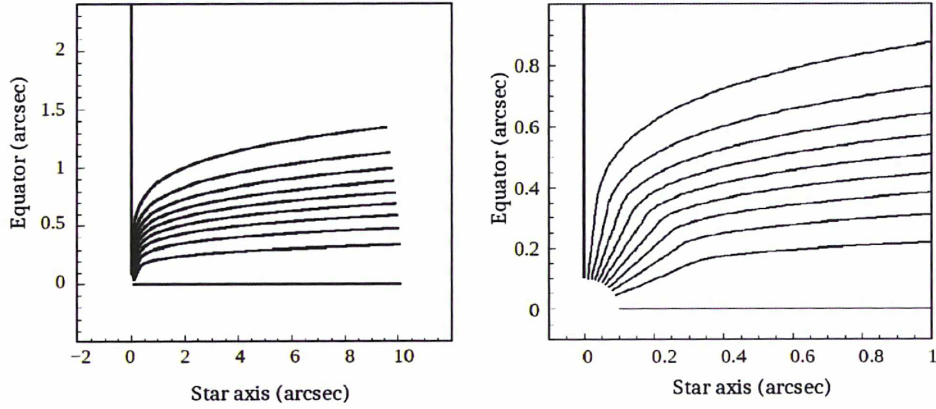 2
1.5
1
0.5
0
Equator (arcsec)
−2 0 2 4 6 8 10
Star axis (arcsec)
0.8
0.6
0.4
0.2
0
Equator (arcsec)
0 0.2 0.4 0.6 0.8 1
Star axis (arcsec)